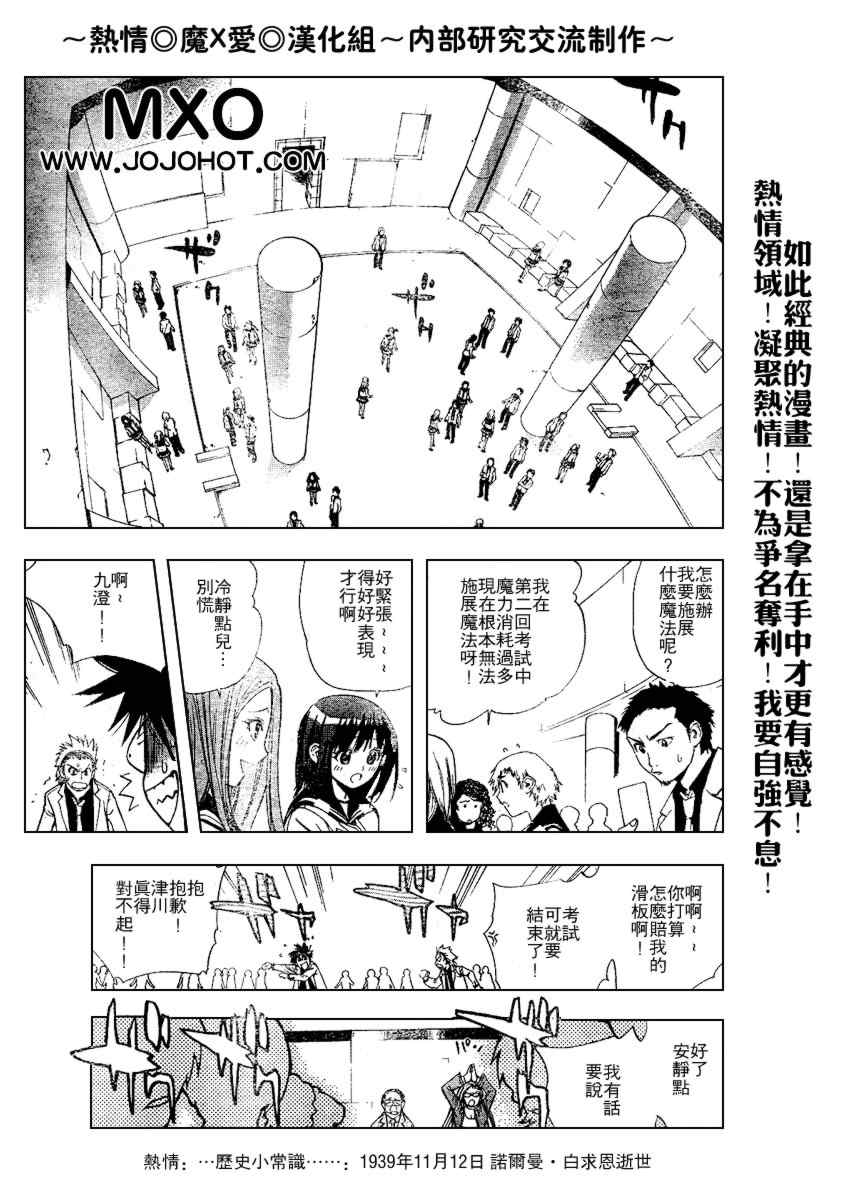 ～熱情◎魔X愛◎漢化組～内部研究交流制作～
MXO
WWW.JOJOHOT.COM
如此經典的漫畫！還是拿在手中才更有感覺！
熱情領域！凝聚熱情！不為爭名奪利！我要自強不息！
怎麼辦
我要施展
什麼魔法呢？
我在
第二回考試中
魔力消耗過多
現在根本無法
施展魔法呀！
好緊張~~~
得好好表現
才行啊
冷靜點兒…
別慌
啊~
九澄！！
啊啊~~
你打算
怎麼賠我的
滑板啊！
考試
可就要
結束了！
抱
抱歉！
津川
真得
對不起！！
好了
安靜點
我有話
要說
熱情：…歷史小常識……：1939年11月12日 諾爾曼·白求恩逝世